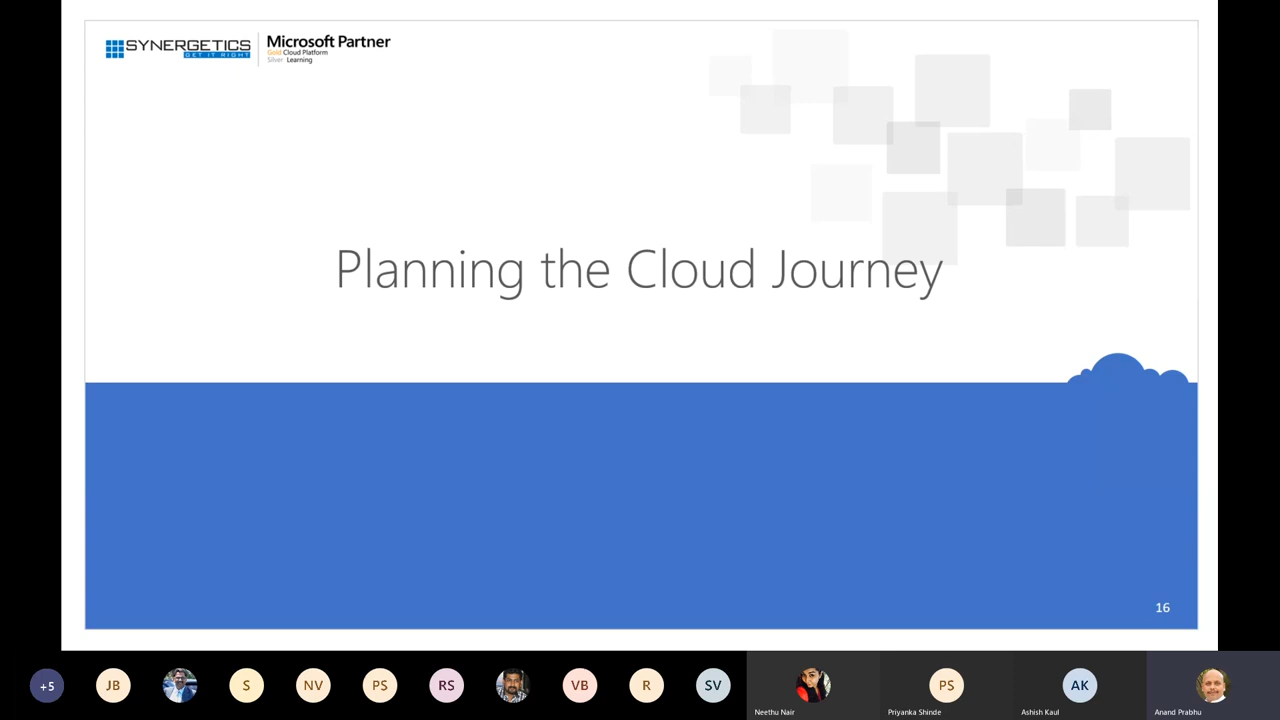 SYNERGETICS
GET IT RIGHT
Microsoft Partner
Gold Cloud Platform
Silver Learning
Planning the Cloud Journey
16
+5
JB
S
NV
PS
RS
VB
R
SV
PS
AK
Neethu Nair
Priyanka Shinde
Ashish Kaul
Anand Prabhu